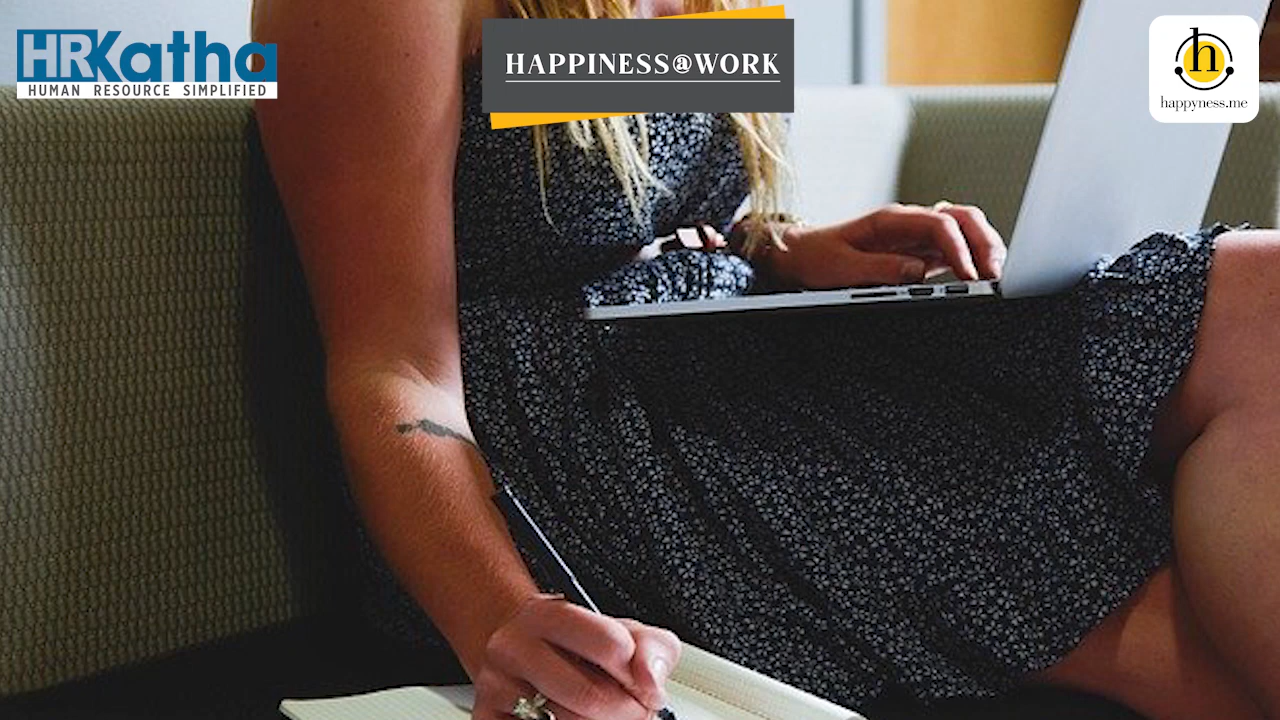 HRKatha
HUMAN RESOURCE SIMPLIFIED
HAPPINESS@WORK
h
happyness.me